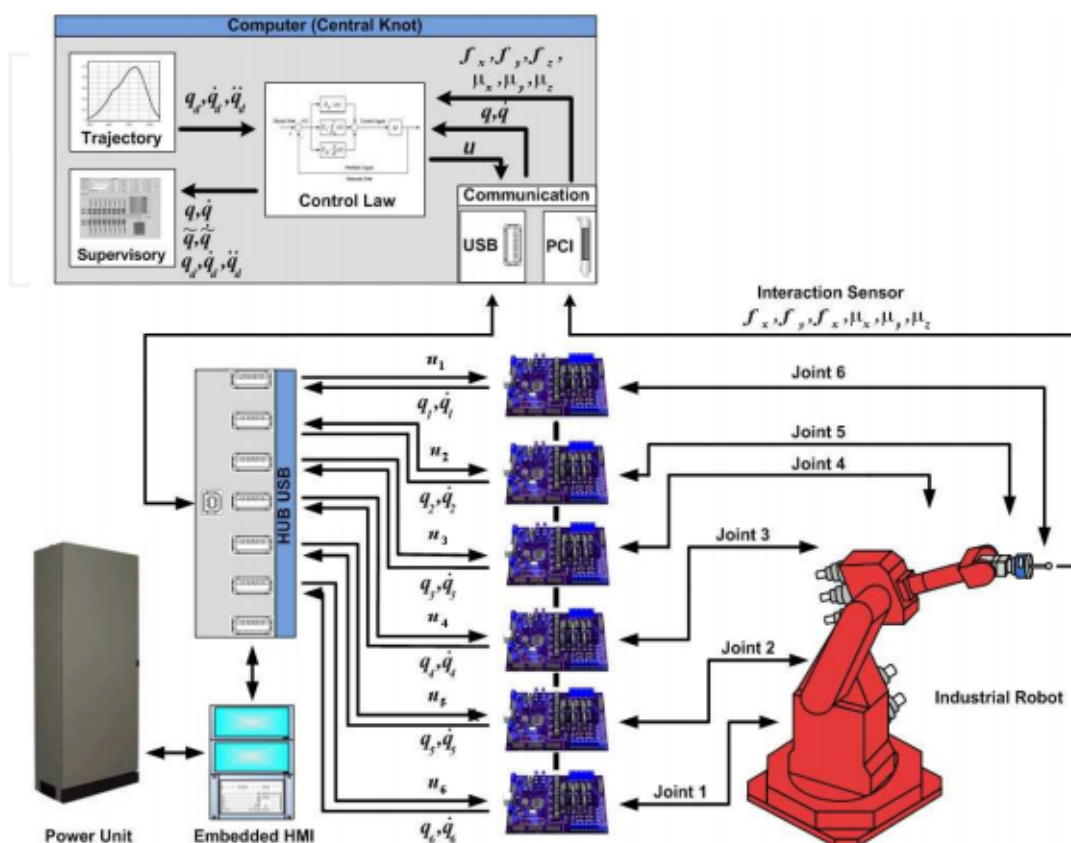 Computer (Central Knot)
Trajectory
q_d, q̇_d, q̈_d
Control Law
f_x, f_y, f_z,
μ_x, μ_y, μ_z
q, q̇
u
Supervisory
q, q̇
q̃, q̃̇
q_d, q̇_d, q̈_d
Communication
USB
PCI
Interaction Sensor
f_x, f_y, f_x, μ_x, μ_y, μ_z
HUB USB
u_1
q_1, q̇_1
u_2
q_2, q̇_2
u_3
q_3, q̇_3
u_4
q_4, q̇_4
u_5
q_5, q̇_5
u_6
q_6, q̇_6
Joint 6
Joint 5
Joint 4
Joint 3
Joint 2
Joint 1
Industrial Robot
Power Unit
Embedded HMI